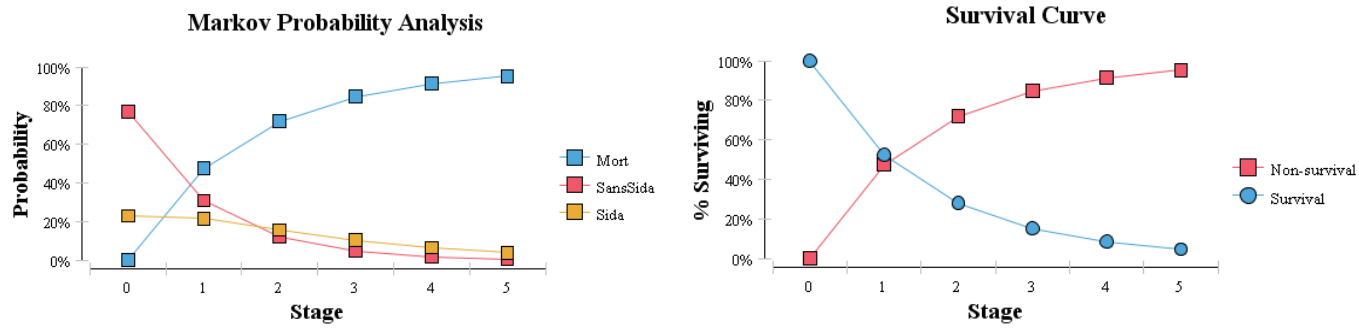 Markov Probability Analysis
100%
80%
60%
40%
20%
0%
Probability
0 1 2 3 4 5
Stage
Mort
SansSida
Sida
Survival Curve
100%
80%
60%
40%
20%
0%
% Surviving
0 1 2 3 4 5
Stage
Non-survival
Survival